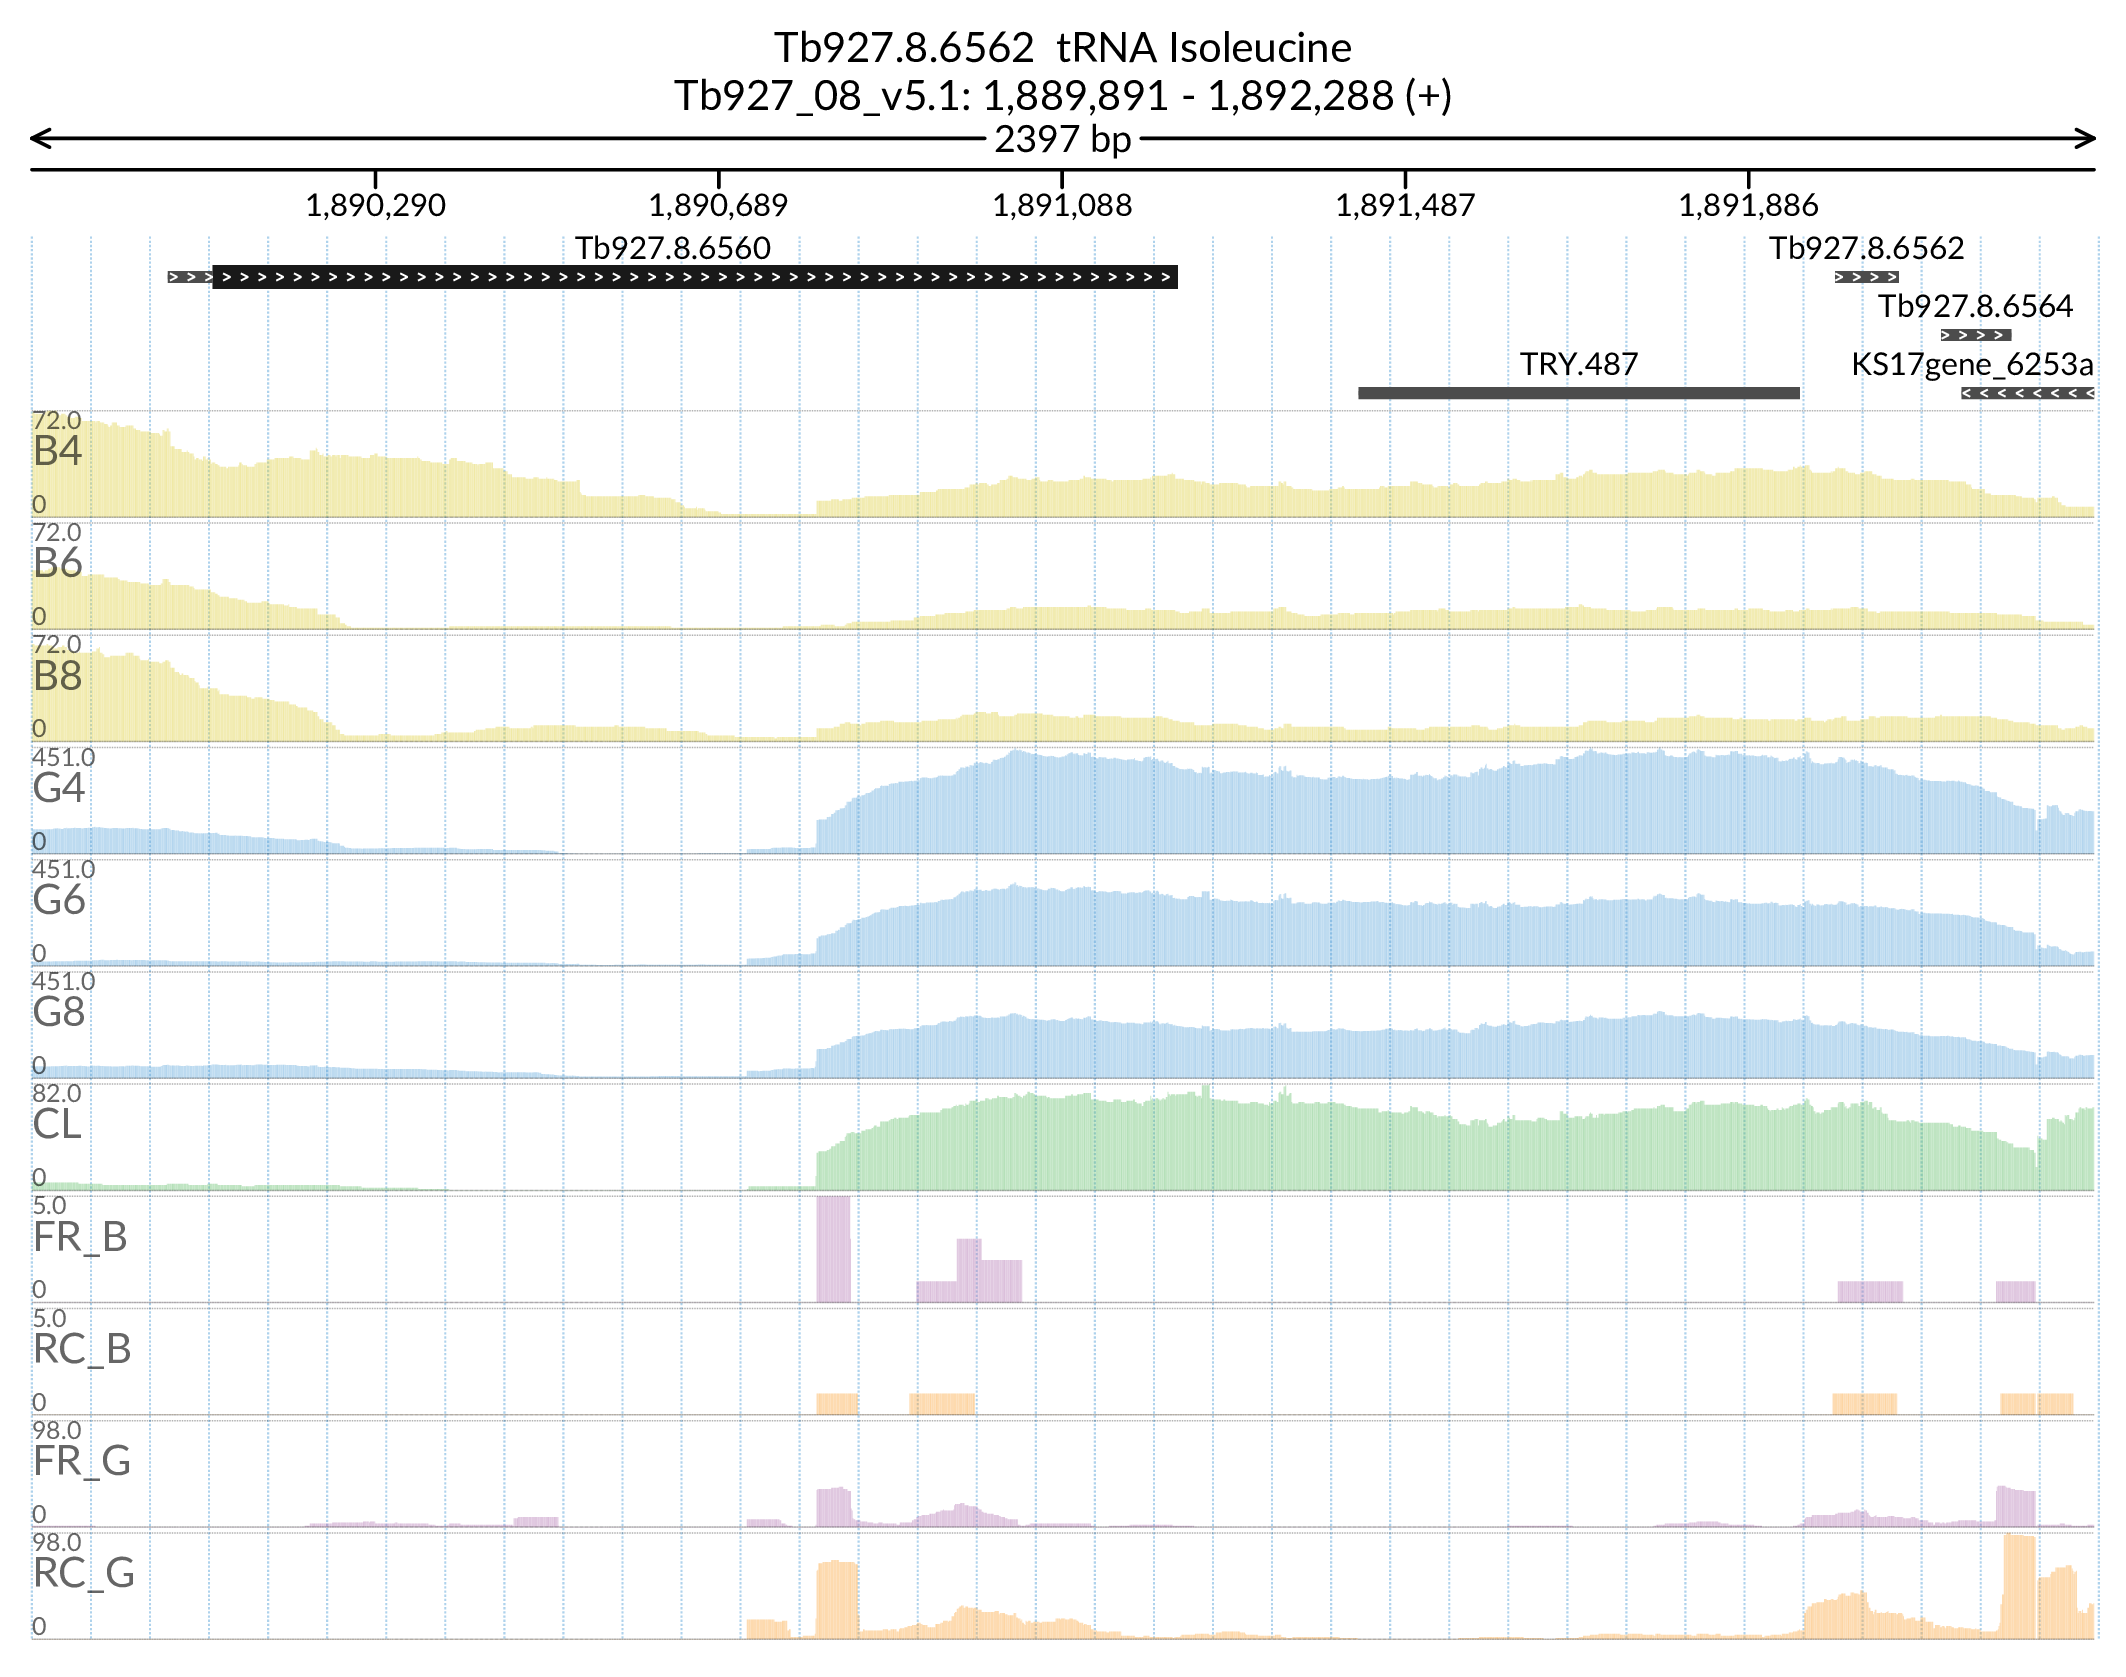 Tb927.8.6562 tRNA Isoleucine
Tb927_08_v5.1: 1,889,891 - 1,892,288 (+)
2397 bp
1,890,290 1,890,689 1,891,088 1,891,487 1,891,886
Tb927.8.6560 Tb927.8.6562
Tb927.8.6564
TRY.487 KS17gene_6253a
72.0
B4
0
72.0
B6
0
72.0
B8
0
451.0
G4
0
451.0
G6
0
451.0
G8
0
82.0
CL
0
5.0
FR_B
0
5.0
RC_B
0
98.0
FR_G
0
98.0
RC_G
0